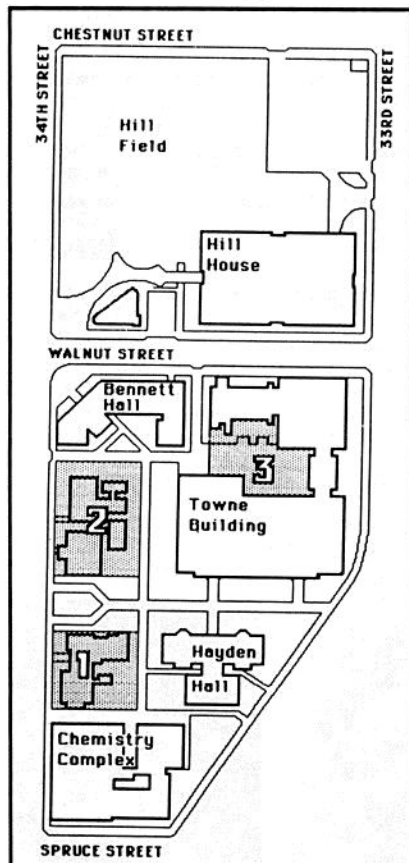 CHESTNUT STREET
34TH STREET
33RD STREET
Hill
Field
Hill
House
WALNUT STREET
Bennett
Hall
3
2
Towne
Building
Hayden
Hall
1
Chemistry
Complex
SPRUCE STREET